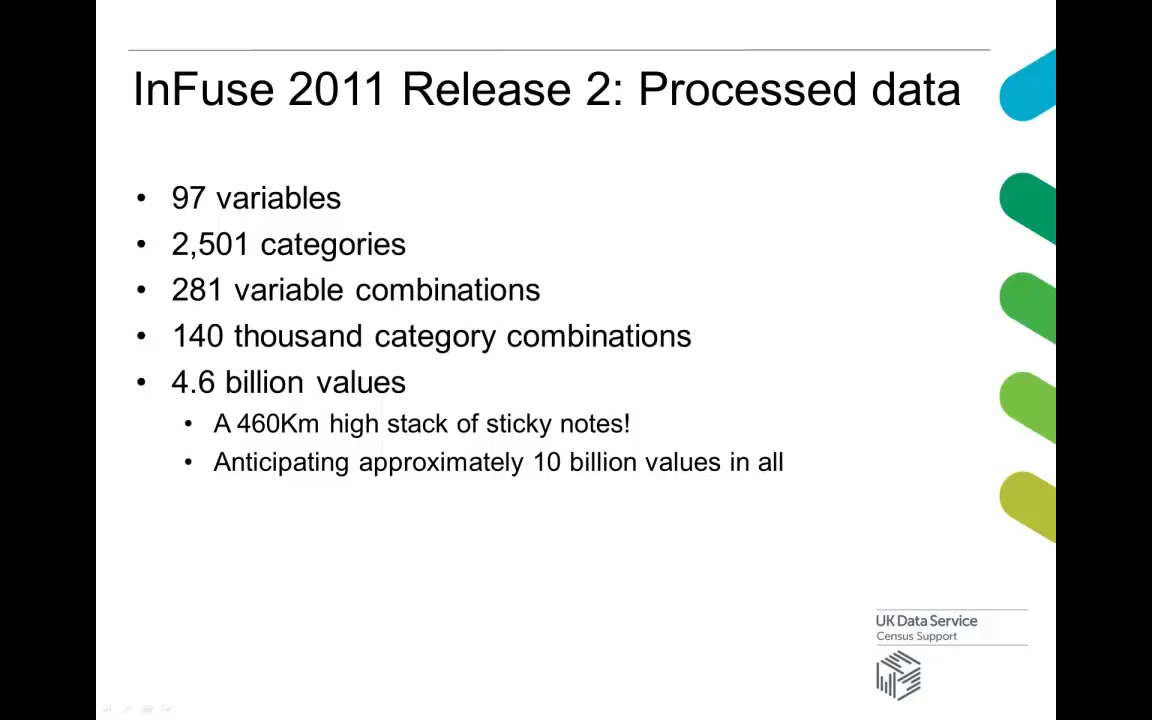 InFuse 2011 Release 2: Processed data
• 97 variables
• 2,501 categories
• 281 variable combinations
• 140 thousand category combinations
• 4.6 billion values
• A 460Km high stack of sticky notes!
• Anticipating approximately 10 billion values in all
UK Data Service
Census Support